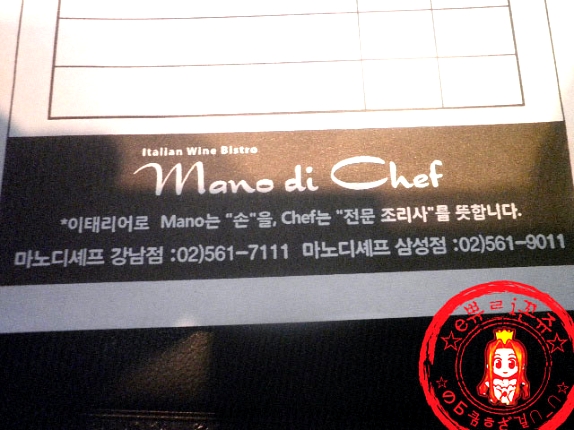 Italian Wine Bistro
Mano di Chef
*이태리어로 Mano는 "손"을, Chef는 "전문 조리사"를 뜻합니다.
마노디셰프 강남점 :02)561-7111 마노디셰프 삼성점 :02)561-9011